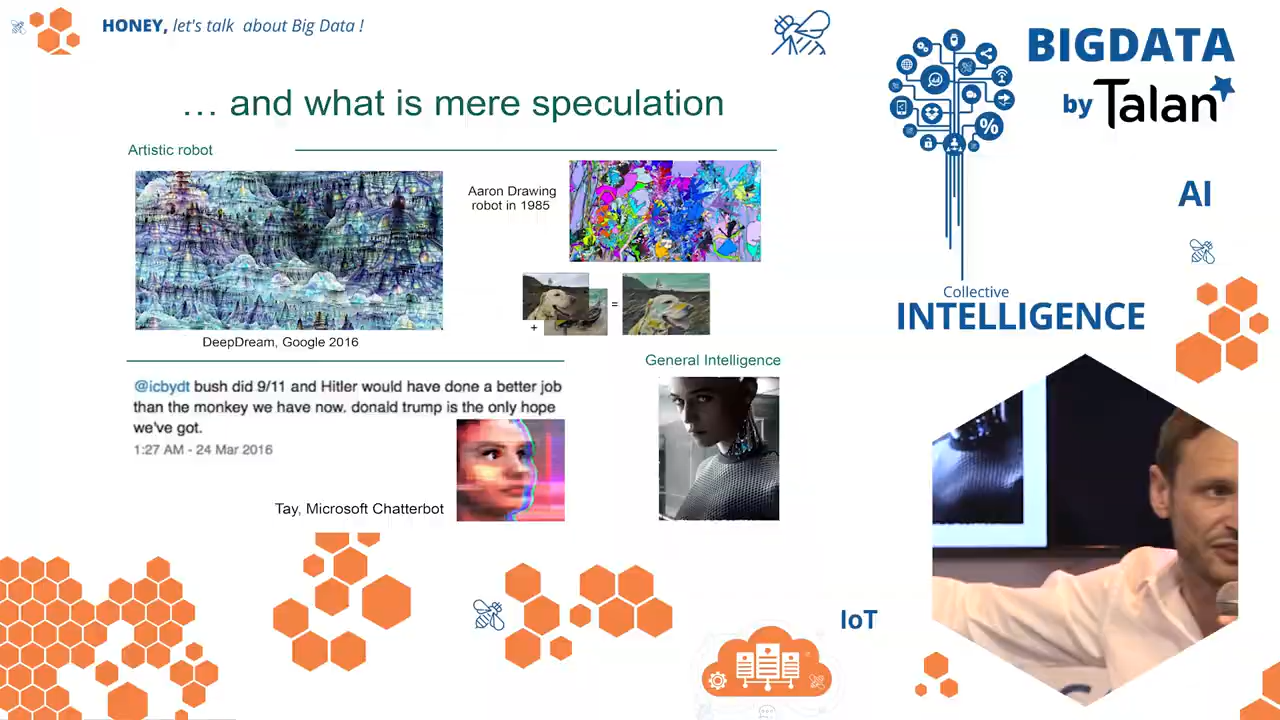 HONEY, let's talk about Big Data !
… and what is mere speculation
Artistic robot
Aaron Drawing
robot in 1985
+
=
DeepDream, Google 2016
@icbydt bush did 9/11 and Hitler would have done a better job
than the monkey we have now. donald trump is the only hope
we've got.
1:27 AM - 24 Mar 2016
Tay, Microsoft Chatterbot
General Intelligence
BIGDATA
by Talan
%
AI
Collective
INTELLIGENCE
IoT